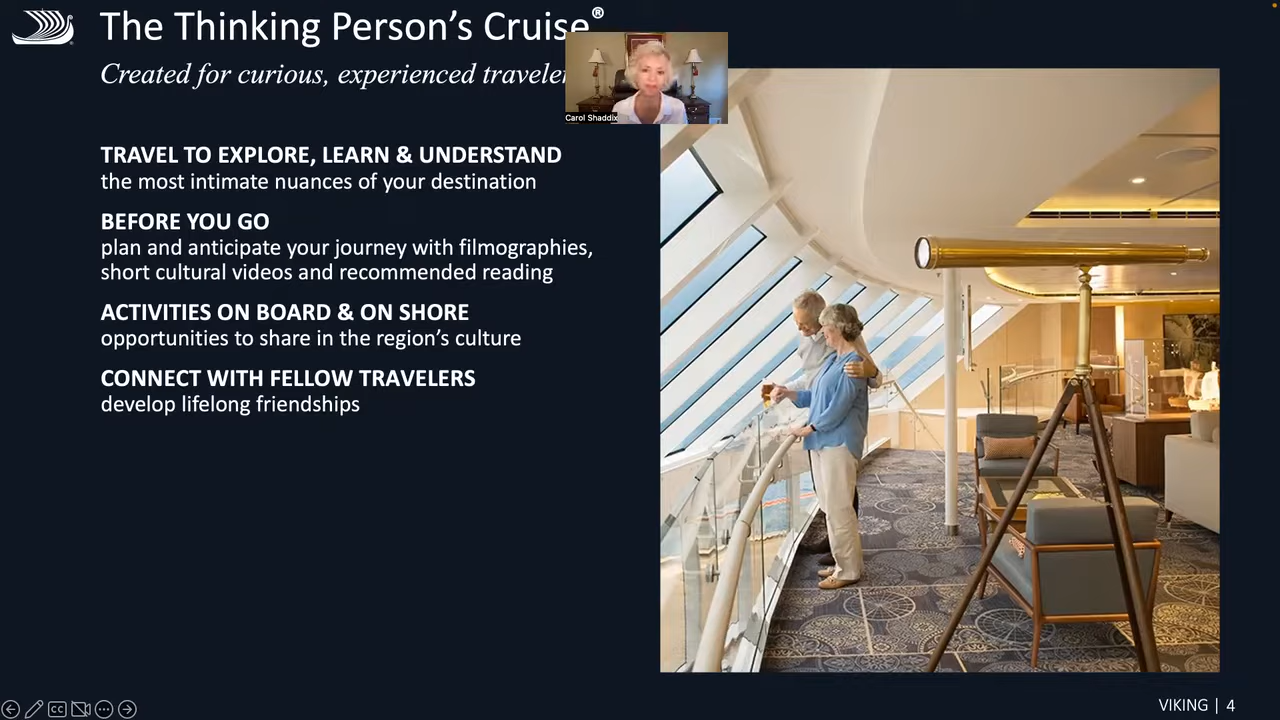 The Thinking Person's Cruise®
Created for curious, experienced
Carol Shaddix
TRAVEL TO EXPLORE, LEARN & UNDERSTAND
the most intimate nuances of your destination
BEFORE YOU GO
plan and anticipate your journey with filmographies,
short cultural videos and recommended reading
ACTIVITIES ON BOARD & ON SHORE
opportunities to share in the region's culture
CONNECT WITH FELLOW TRAVELERS
develop lifelong friendships
CC
VIKING | 4